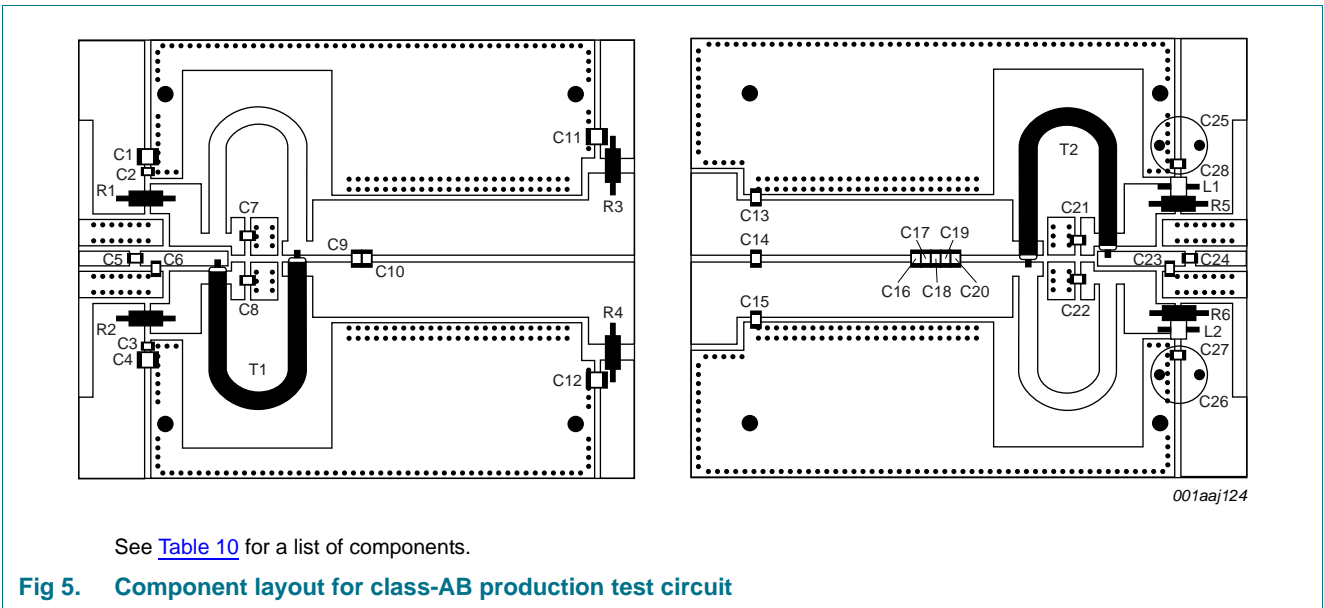 C1
C2
R1
C5
C6
R2
C3
C4
C7
C8
T1
C9
C10
C11
R3
R4
C12
C13
C14
C15
C17
C19
C16
C18
C20
T2
C21
C22
C23
C24
C25
C28
L1
R5
R6
L2
C27
C26
001aaj124
See Table 10 for a list of components.
Fig 5. Component layout for class-AB production test circuit